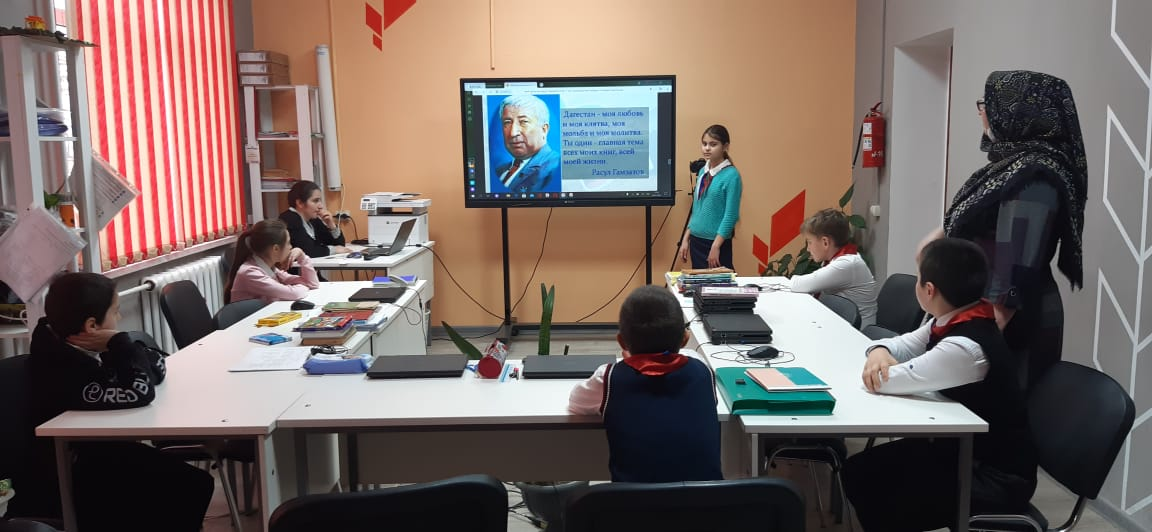 Дагестан - моя любовь
и моя клятва, моя
мольба и моя молитва.
Ты один - главная тема
всех моих книг, всей
моей жизни.
Расул Гамзатов
RED B